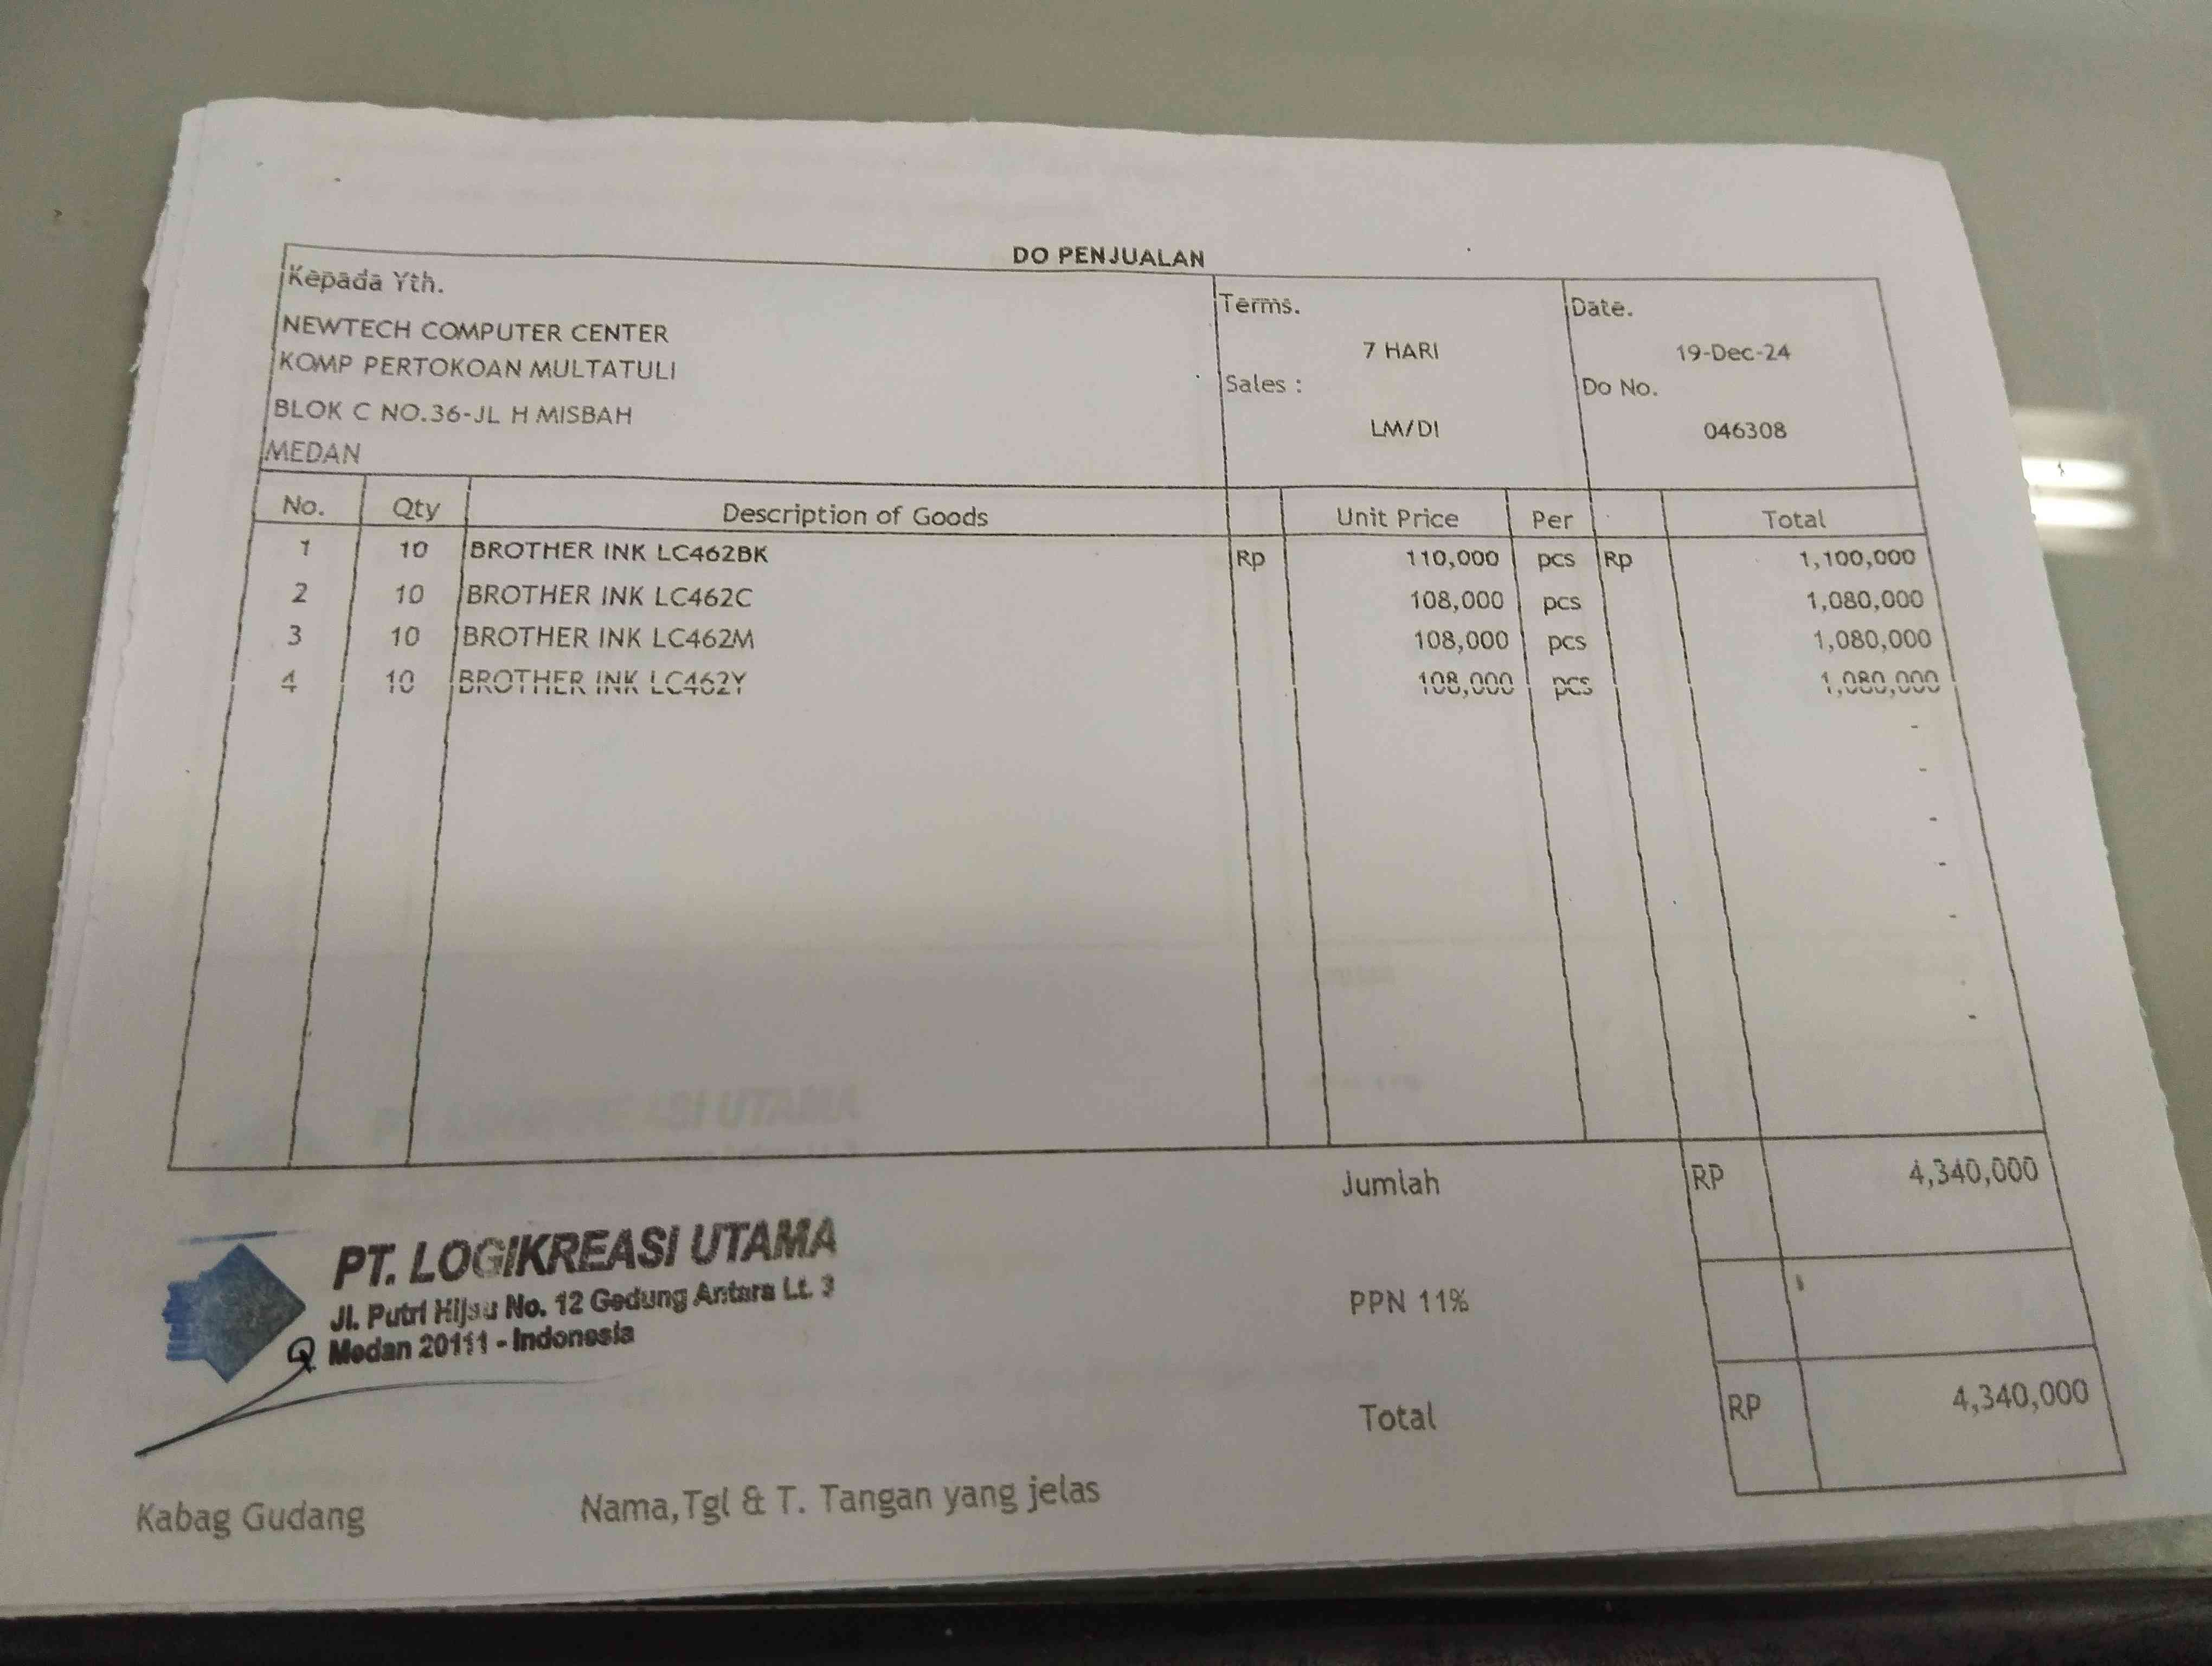 DO PENJUALAN
Kepada Yth.
NEWTECH COMPUTER CENTER
KOMP PERTOKOAN MULTATULI
BLOK C NO.36-JL H MISBAH
MEDAN
Terms.
7 HARI
Sales :
LM/DI
Date.
19-Dec-24
Do No.
046308
No. Qty Description of Goods Unit Price Per Total
1 10 BROTHER INK LC462BK Rp 110,000 pcs Rp 1,100,000
2 10 BROTHER INK LC462C 108,000 pcs 1,080,000
3 10 BROTHER INK LC462M 108,000 pcs 1,080,000
4 10 BROTHER INK LC462Y 108,000 pcs 1,080,000
-
-
-
-
-
-
-
Jumlah RP 4,340,000
PPN 11%
Total RP 4,340,000
PT. LOGIKREASI UTAMA
Jl. Putri Hijau No. 12 Gedung Antara Lt. 3
Medan 20111 - Indonesia
Kabag Gudang
Nama,Tgl & T. Tangan yang jelas